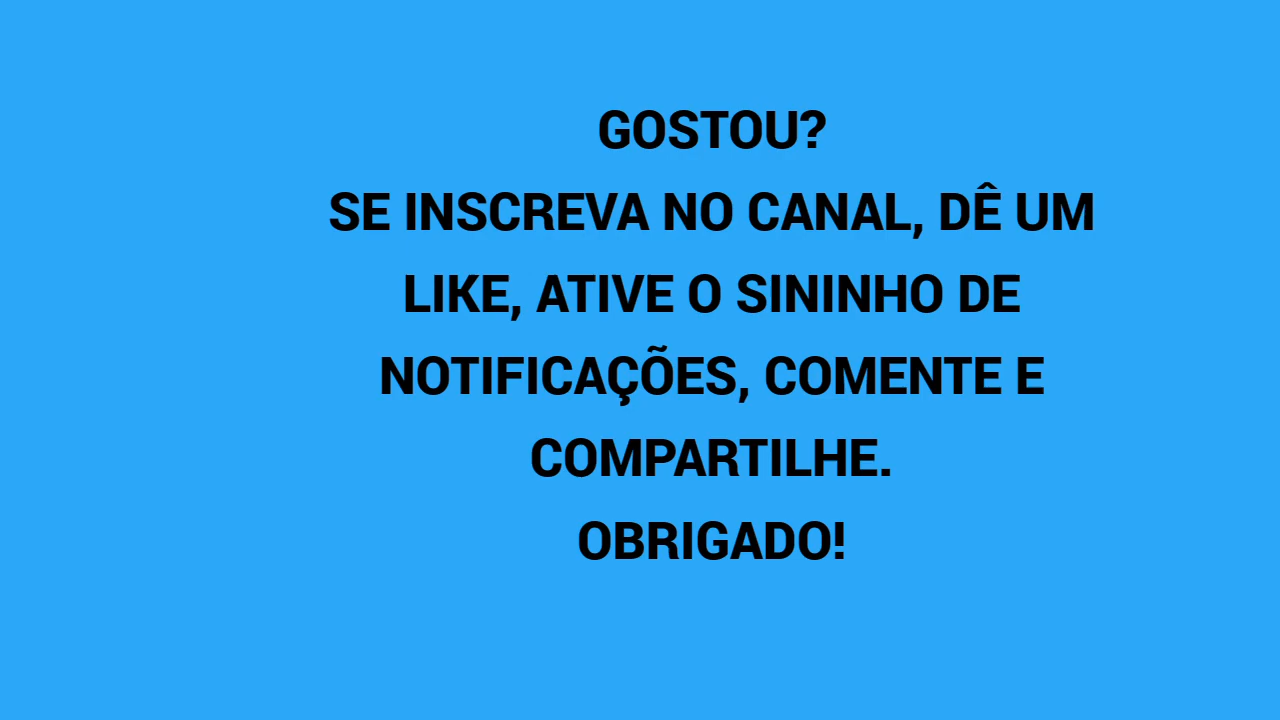 GOSTOU?
SE INSCREVA NO CANAL, DÊ UM
LIKE, ATIVE O SININHO DE
NOTIFICAÇÕES, COMENTE E
COMPARTILHE.
OBRIGADO!